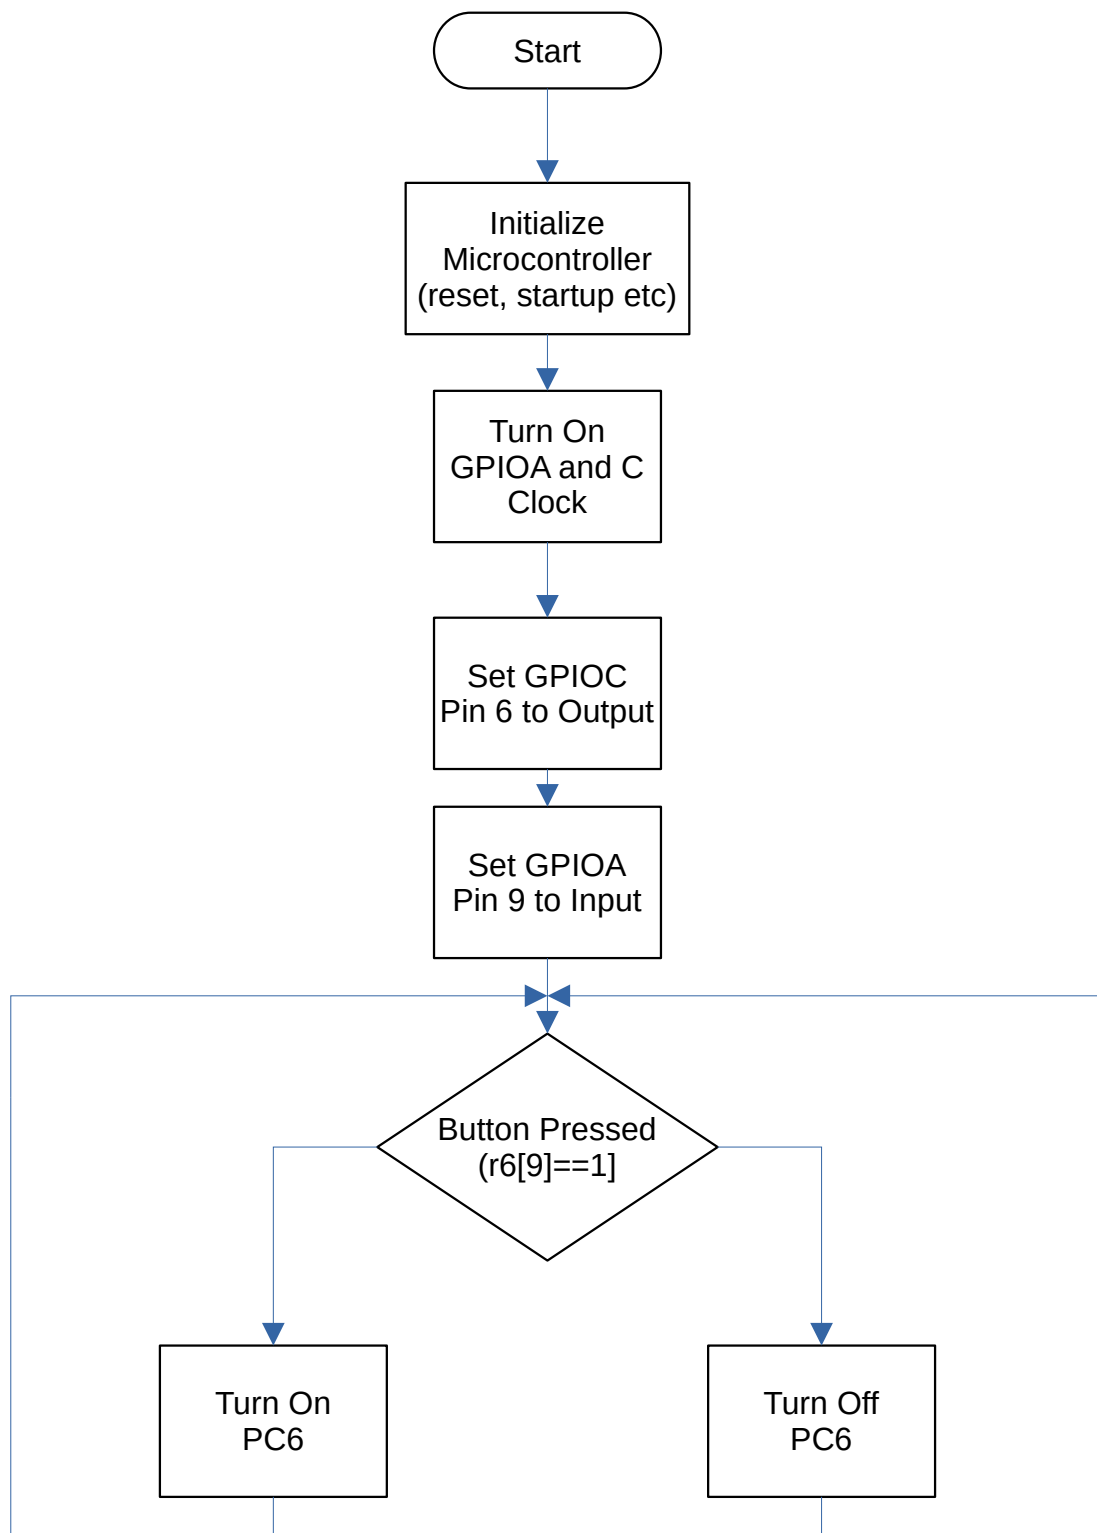 Start
Initialize
Microcontroller
(reset, startup etc)
Turn On
GPIOA and C
Clock
Set GPIOC
Pin 6 to Output
Set GPIOA
Pin 9 to Input
Button Pressed
(r6[9]==1]
Turn On
PC6
Turn Off
PC6